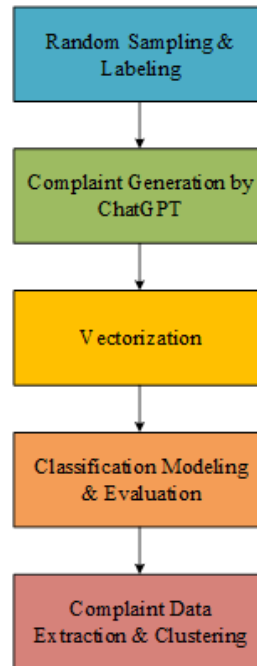 Random Sampling &
Labeling
Complaint Generation by
ChatGPT
Vectorization
Classification Modeling
& Evaluation
Complaint Data
Extraction & Clustering